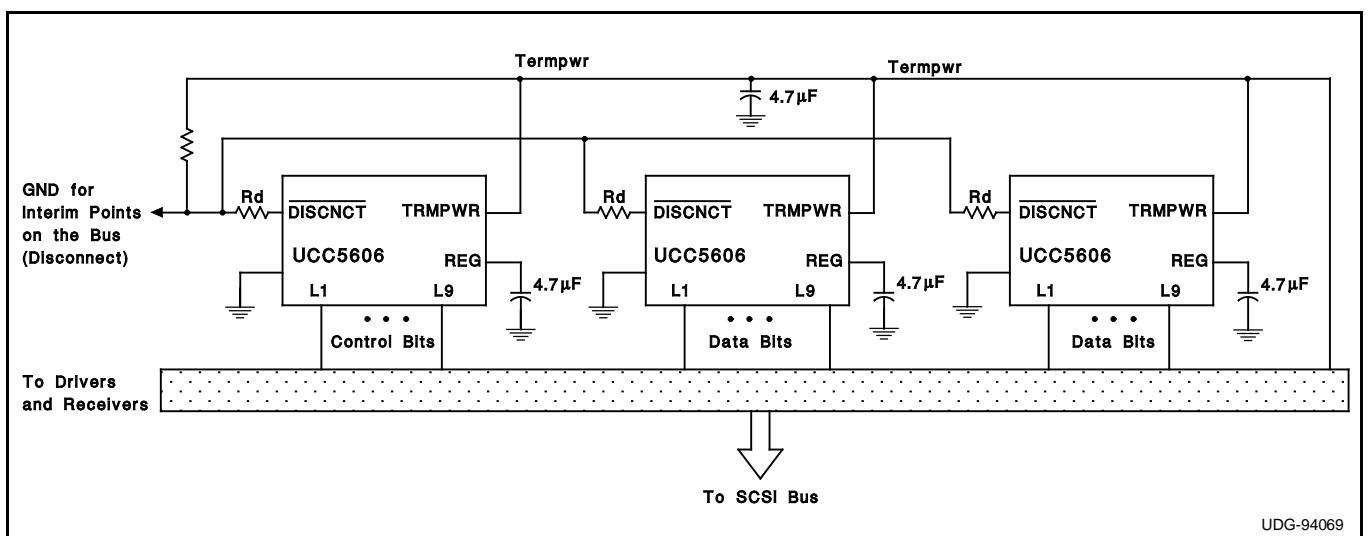 Termpwr
Termpwr
4.7µF
GND for
Interim Points
on the Bus
(Disconnect)
Rd
DISCNCT
TRMPWR
UCC5606
REG
L1
L9
4.7µF
• • •
Control Bits
Rd
DISCNCT
TRMPWR
UCC5606
REG
L1
L9
4.7µF
• • •
Data Bits
Rd
DISCNCT
TRMPWR
UCC5606
REG
L1
L9
4.7µF
• • •
Data Bits
To Drivers
and Receivers
To SCSI Bus
UDG-94069